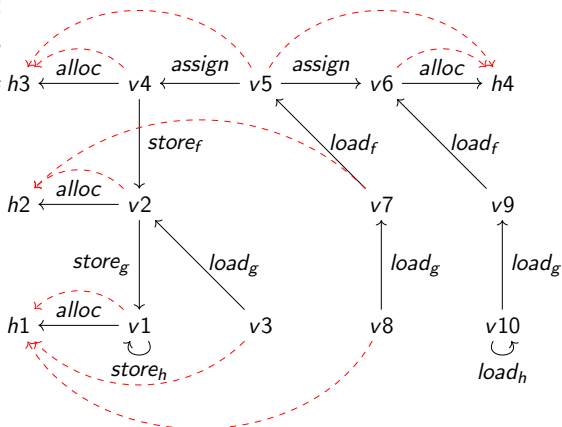 alloc assign assign alloc
h3 v4 v5 v6 h4
store_f load_f load_f
alloc
h2 v2 v7 v9
store_g load_g load_g load_g
alloc
h1 v1 v3 v8 v10
store_h load_h